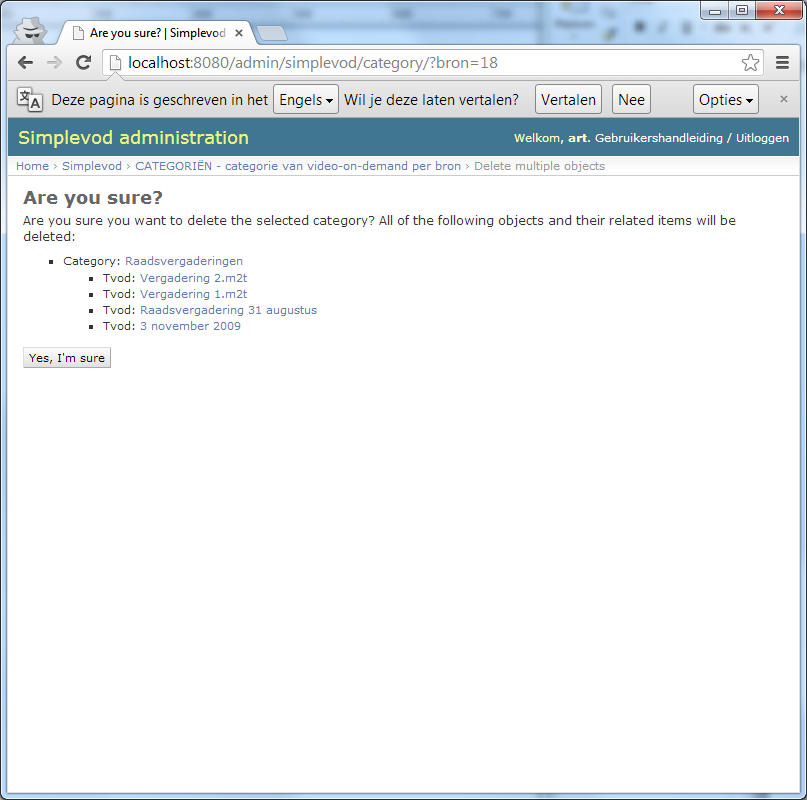 Are you sure? | Simplevod
localhost:8080/admin/simplevod/category/?bron=18
Deze pagina is geschreven in het Engels Wil je deze laten vertalen? Vertalen Nee Opties
Simplevod administration
Welkom, art. Gebruikershandleiding / Uitloggen
Home › Simplevod › CATEGORIËN - categorie van video-on-demand per bron › Delete multiple objects
Are you sure?
Are you sure you want to delete the selected category? All of the following objects and their related items will be
deleted:
Category: Raadsvergaderingen
Tvod: Vergadering 2.m2t
Tvod: Vergadering 1.m2t
Tvod: Raadsvergadering 31 augustus
Tvod: 3 november 2009
Yes, I'm sure